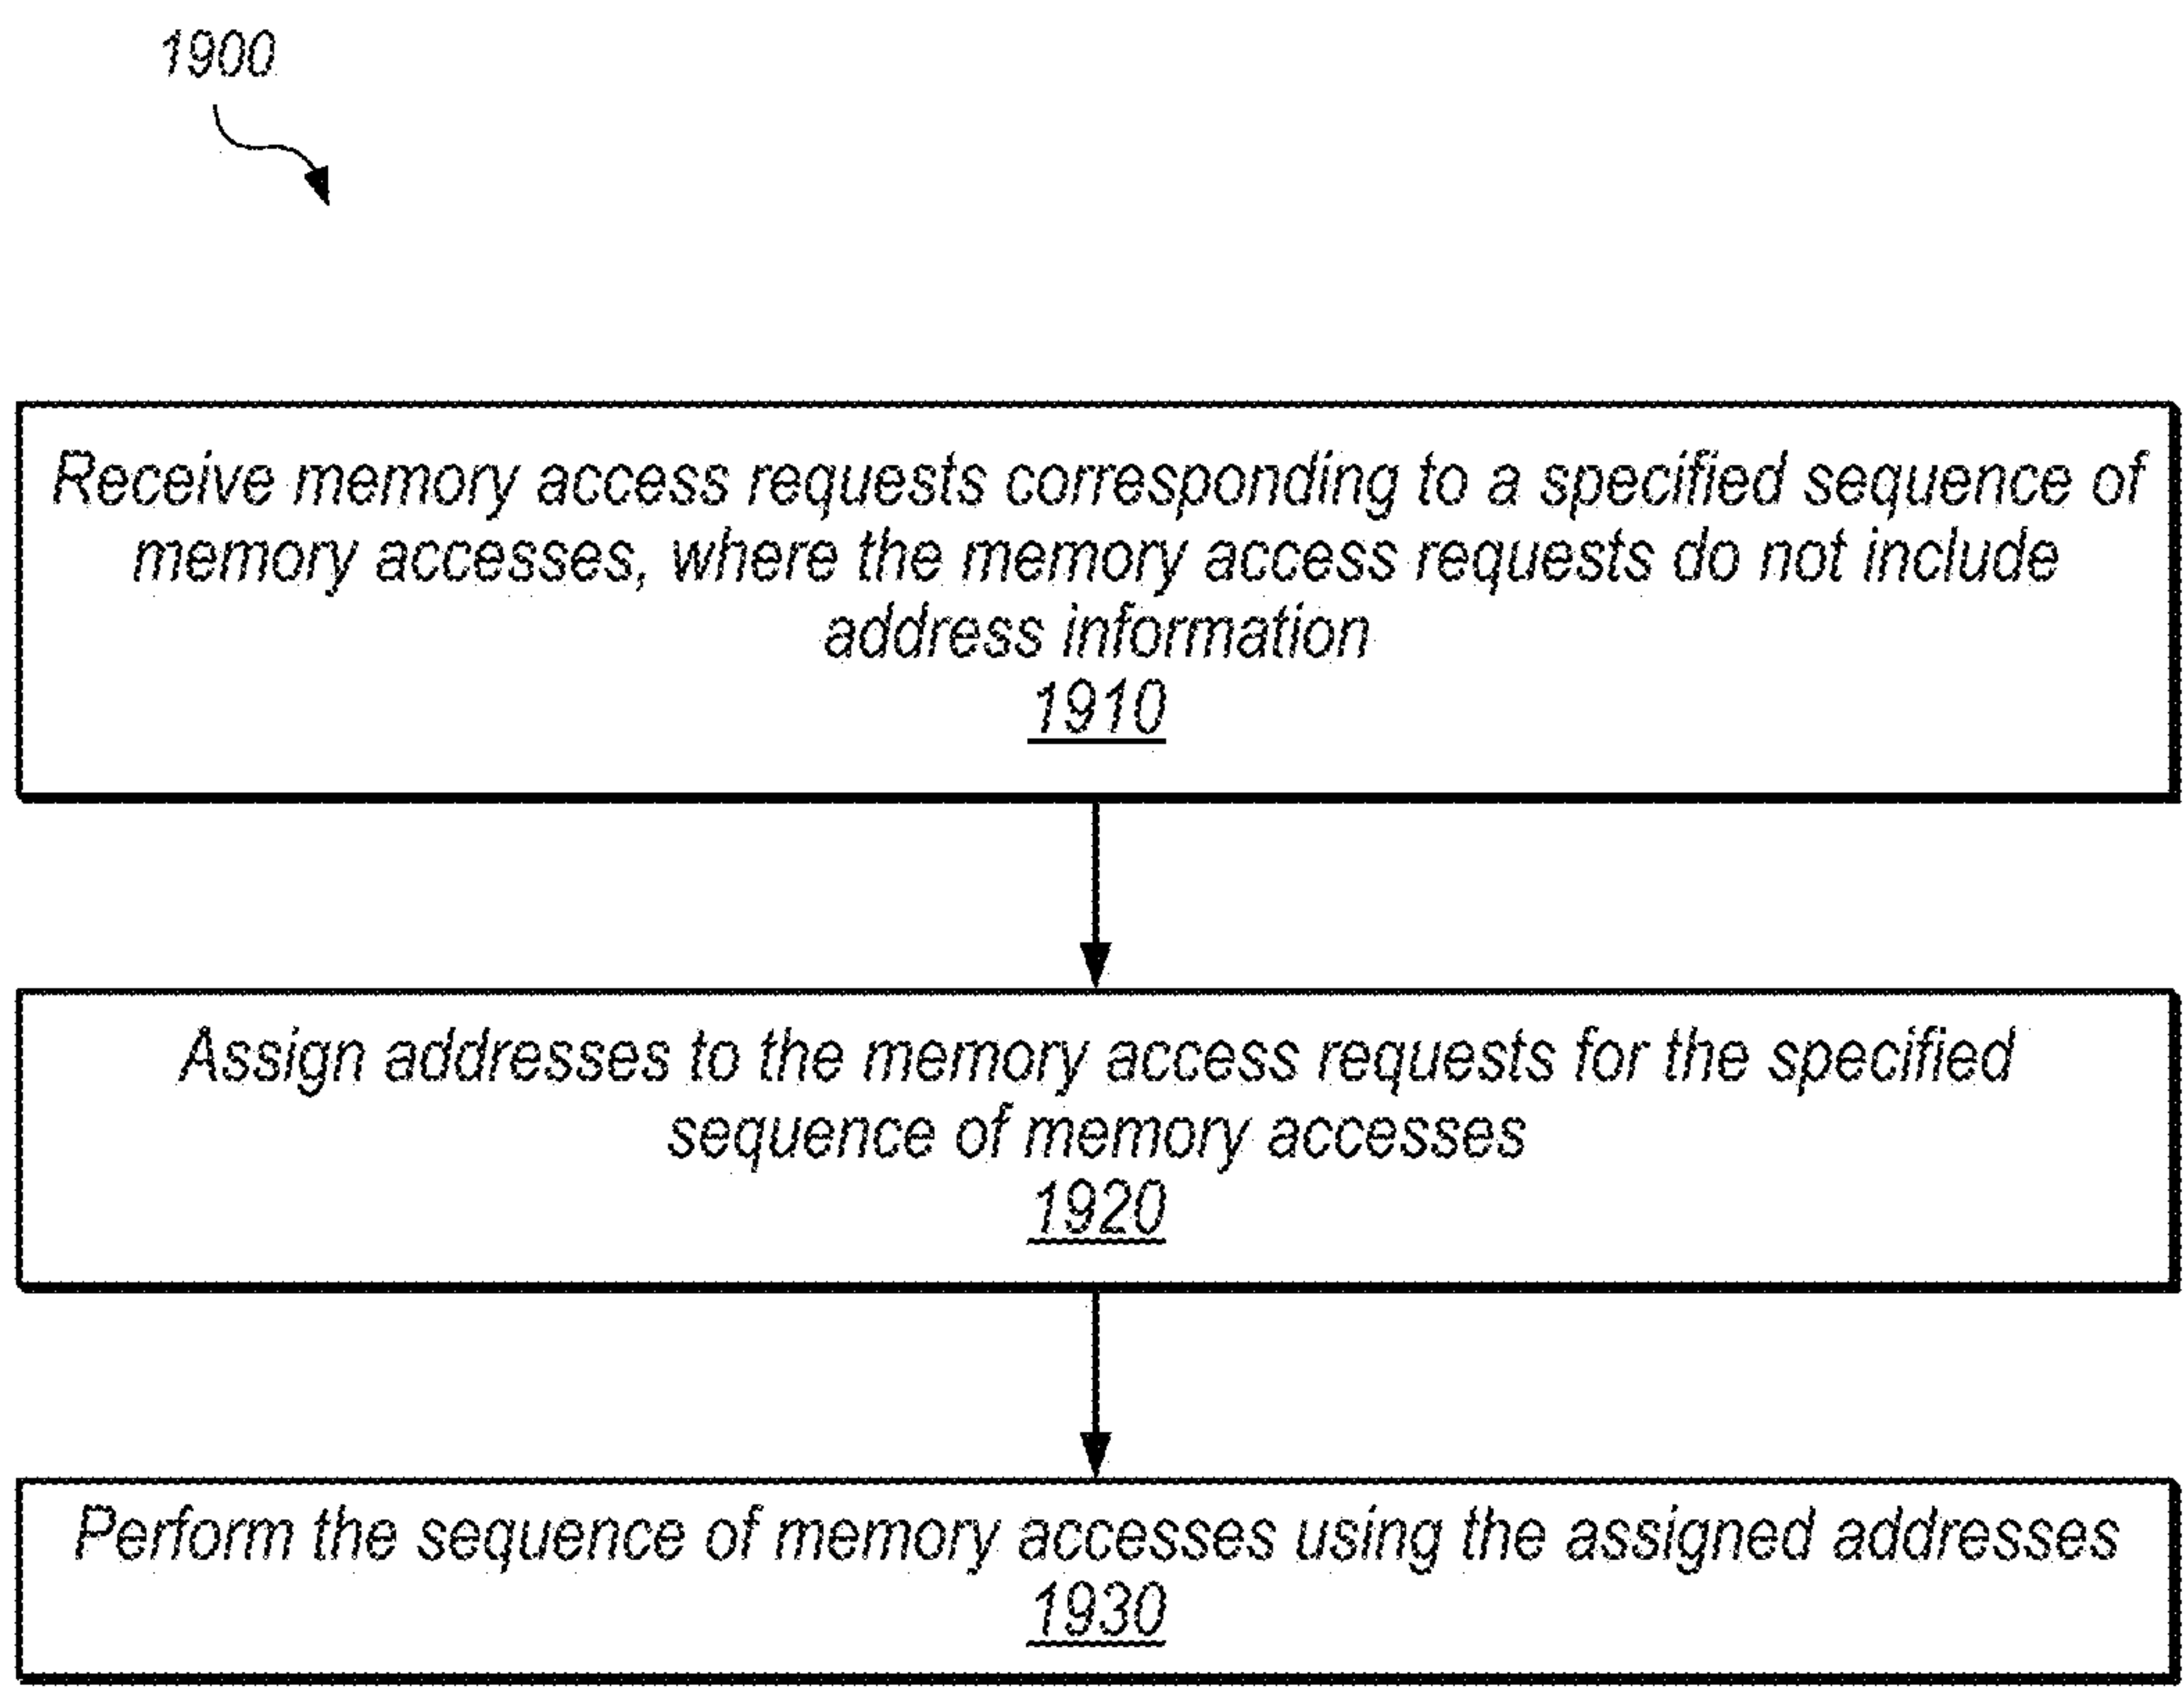 1900
Receive memory access requests corresponding to a specified sequence of
memory accesses, where the memory access requests do not include
address information
1910
Assign addresses to the memory access requests for the specified
sequence of memory accesses
1920
Perform the sequence of memory accesses using the assigned addresses
1930